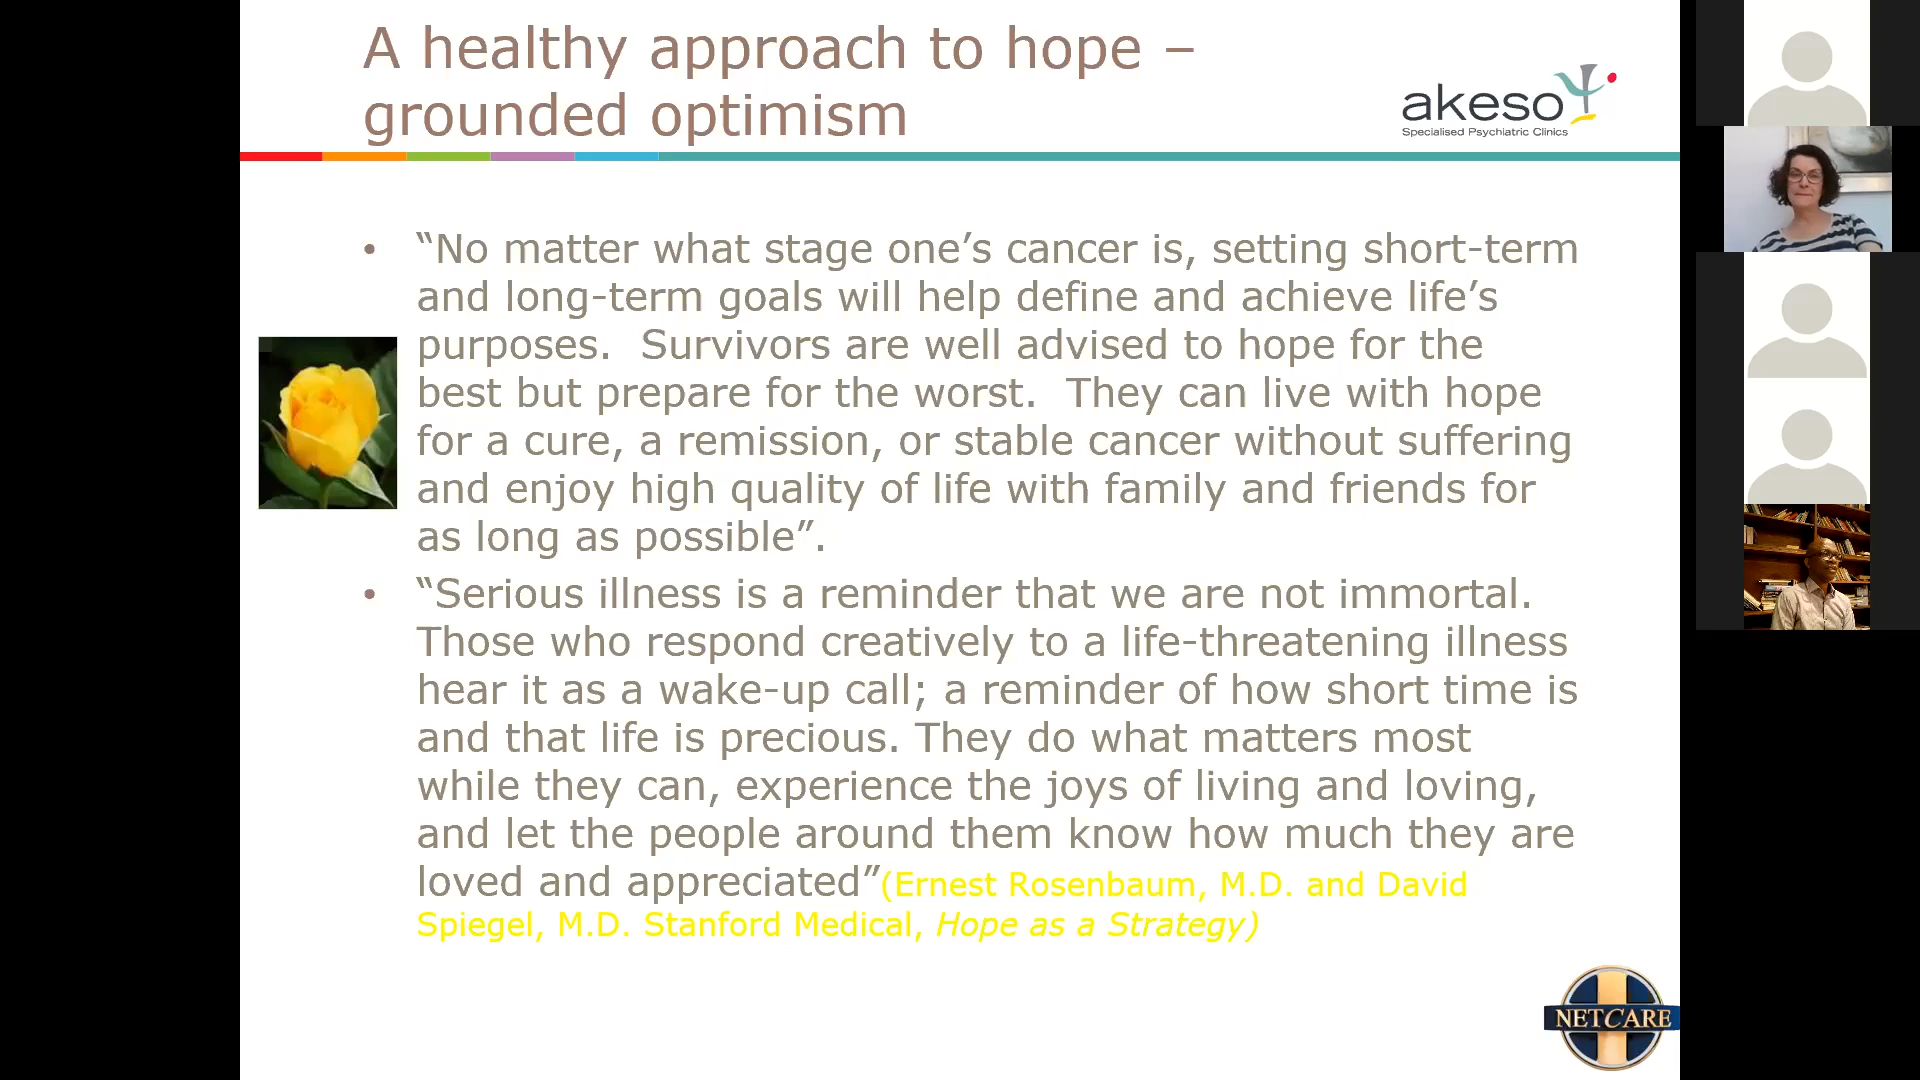 A healthy approach to hope –
grounded optimism
akeso
Specialised Psychiatric Clinics
• “No matter what stage one’s cancer is, setting short-term
and long-term goals will help define and achieve life’s
purposes.  Survivors are well advised to hope for the
best but prepare for the worst.  They can live with hope
for a cure, a remission, or stable cancer without suffering
and enjoy high quality of life with family and friends for
as long as possible”.
• “Serious illness is a reminder that we are not immortal.
Those who respond creatively to a life-threatening illness
hear it as a wake-up call; a reminder of how short time is
and that life is precious. They do what matters most
while they can, experience the joys of living and loving,
and let the people around them know how much they are
loved and appreciated”(Ernest Rosenbaum, M.D. and David
Spiegel, M.D. Stanford Medical, Hope as a Strategy)
NETCARE